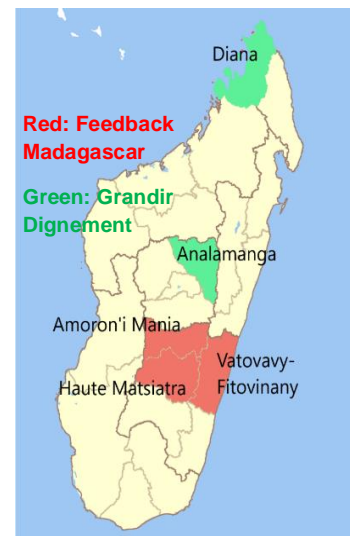 Diana
Red: Feedback
Madagascar
Green: Grandir
Dignement
Analamanga
Amoron'i Mania
Vatovavy-
Fitovinany
Haute Matsiatra